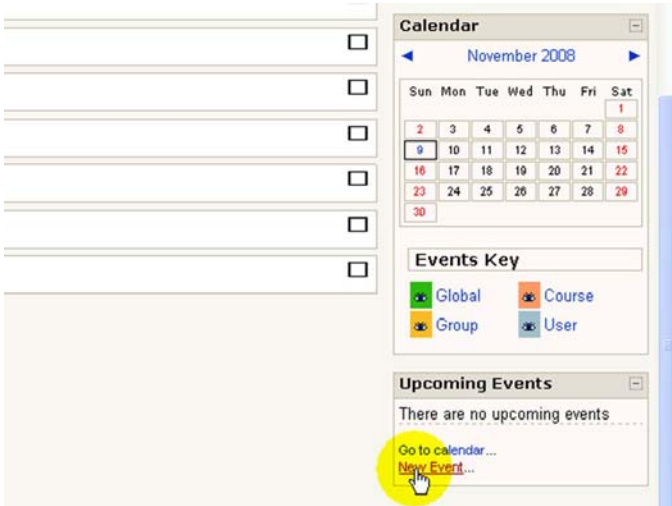 Calendar
◄ November 2008 ►
Sun Mon Tue Wed Thu Fri Sat
1
2 3 4 5 6 7 8
9 10 11 12 13 14 15
16 17 18 19 20 21 22
23 24 25 26 27 28 29
30
Events Key
Global Course
Group User
Upcoming Events
There are no upcoming events
Go to calendar...
New Event...